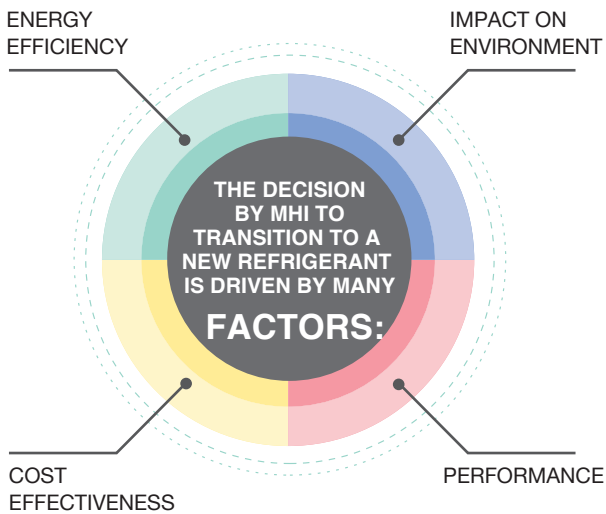 ENERGY
EFFICIENCY
IMPACT ON
ENVIRONMENT
THE DECISION
BY MHI TO
TRANSITION TO A
NEW REFRIGERANT
IS DRIVEN BY MANY
FACTORS:
COST
EFFECTIVENESS
PERFORMANCE